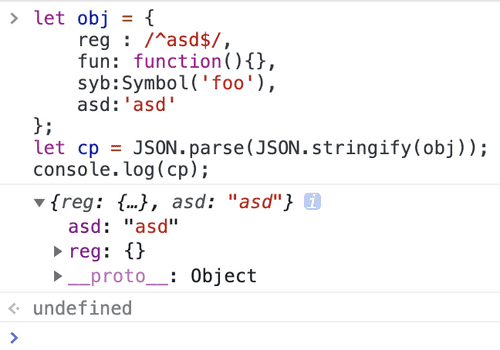 > let obj = {
    reg : /^asd$/,
    fun: function(){},
    syb:Symbol('foo'),
    asd:'asd'
};
let cp = JSON.parse(JSON.stringify(obj));
console.log(cp);
▼{reg: {…}, asd: "asd"} i
asd: "asd"
▶ reg: {}
▶ __proto__: Object
<· undefined
>